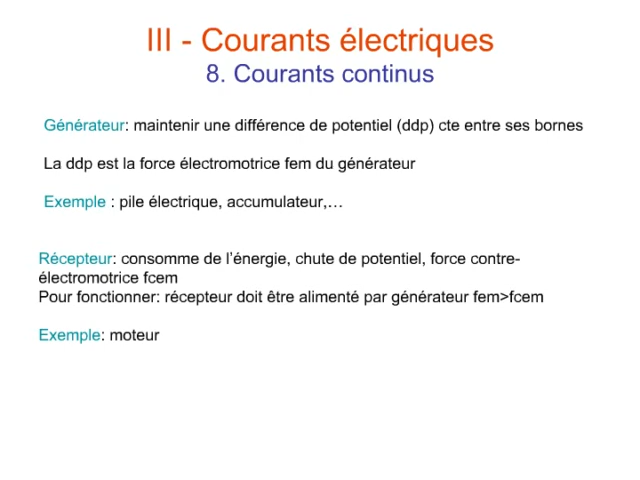 III - Courants électriques
8. Courants continus
Générateur: maintenir une différence de potentiel (ddp) cte entre ses bornes
La ddp est la force électromotrice fem du générateur
Exemple : pile électrique, accumulateur,…
Récepteur: consomme de l’énergie, chute de potentiel, force contre-
électromotrice fcem
Pour fonctionner: récepteur doit être alimenté par générateur fem>fcem
Exemple: moteur